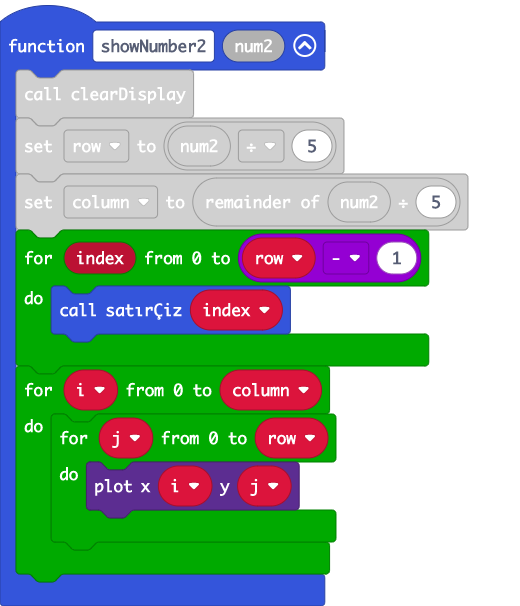 function showNumber2 num2
call clearDisplay
set row to num2 ÷ 5
set column to remainder of num2 ÷ 5
for index from 0 to row - 1
do call satırÇiz index
for i from 0 to column
do for j from 0 to row
do plot x i y j